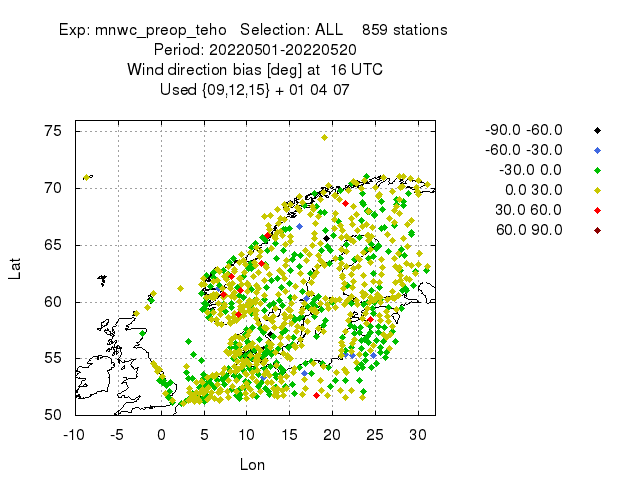 Exp: mnwc_preop_teho   Selection: ALL    859 stations
Period: 20220501-20220520
Wind direction bias [deg] at  16 UTC
Used {09,12,15} + 01 04 07
-90.0 -60.0
-60.0 -30.0
-30.0 0.0
0.0 30.0
30.0 60.0
60.0 90.0
75
70
65
60
55
50
Lat
-10 -5 0 5 10 15 20 25 30
Lon